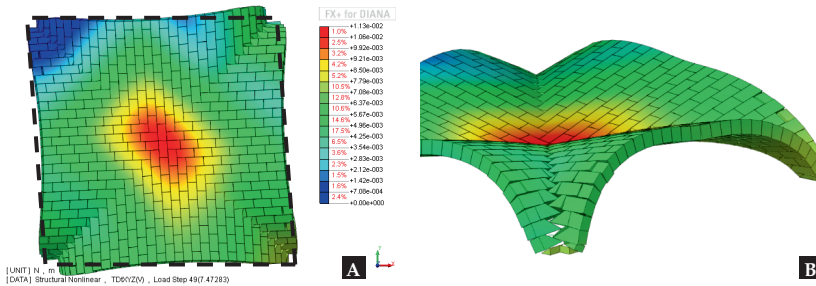 FX+ for DIANA
+1.13e-002
1.0%
+1.06e-002
2.5%
+9.92e-003
3.2%
+9.21e-003
4.2%
+8.50e-003
5.2%
+7.79e-003
10.5%
+7.08e-003
12.8%
+6.37e-003
10.6%
+5.67e-003
14.6%
+4.96e-003
17.5%
+4.25e-003
6.5%
+3.54e-003
3.6%
+2.83e-003
2.3%
+2.12e-003
1.5%
+1.42e-003
1.6%
+7.08e-004
2.4%
+0.00e+000
[UNIT] N , m
[DATA] Structural Nonlinear , TDtXYZ(V) , Load Step 49(7.47283)
A
B